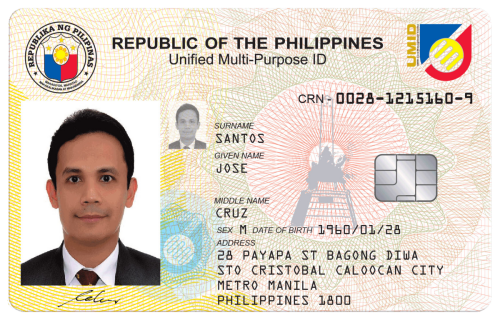 REPUBLIKA NG PILIPINAS
REPUBLIC OF THE PHILIPPINES
Unified Multi-Purpose ID
UMID
CRN - 0028-1215160-9
SURNAME
SANTOS
GIVEN NAME
JOSE
MIDDLE NAME
CRUZ
SEX M DATE OF BIRTH 1960/01/28
ADDRESS
28 PAYAPA ST BAGONG DIWA
STO CRISTOBAL CALOOCAN CITY
METRO MANILA
PHILIPPINES 1800